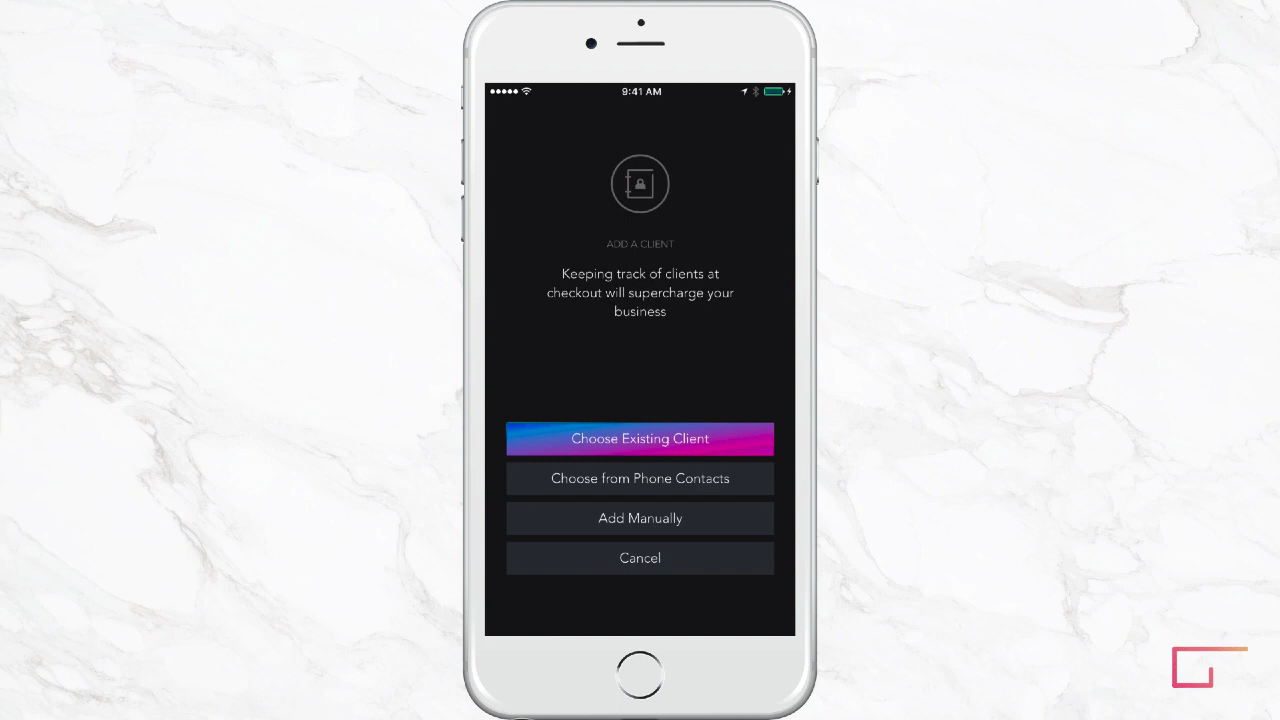 9:41 AM
ADD A CLIENT
Keeping track of clients at
checkout will supercharge your
business
Choose Existing Client
Choose from Phone Contacts
Add Manually
Cancel